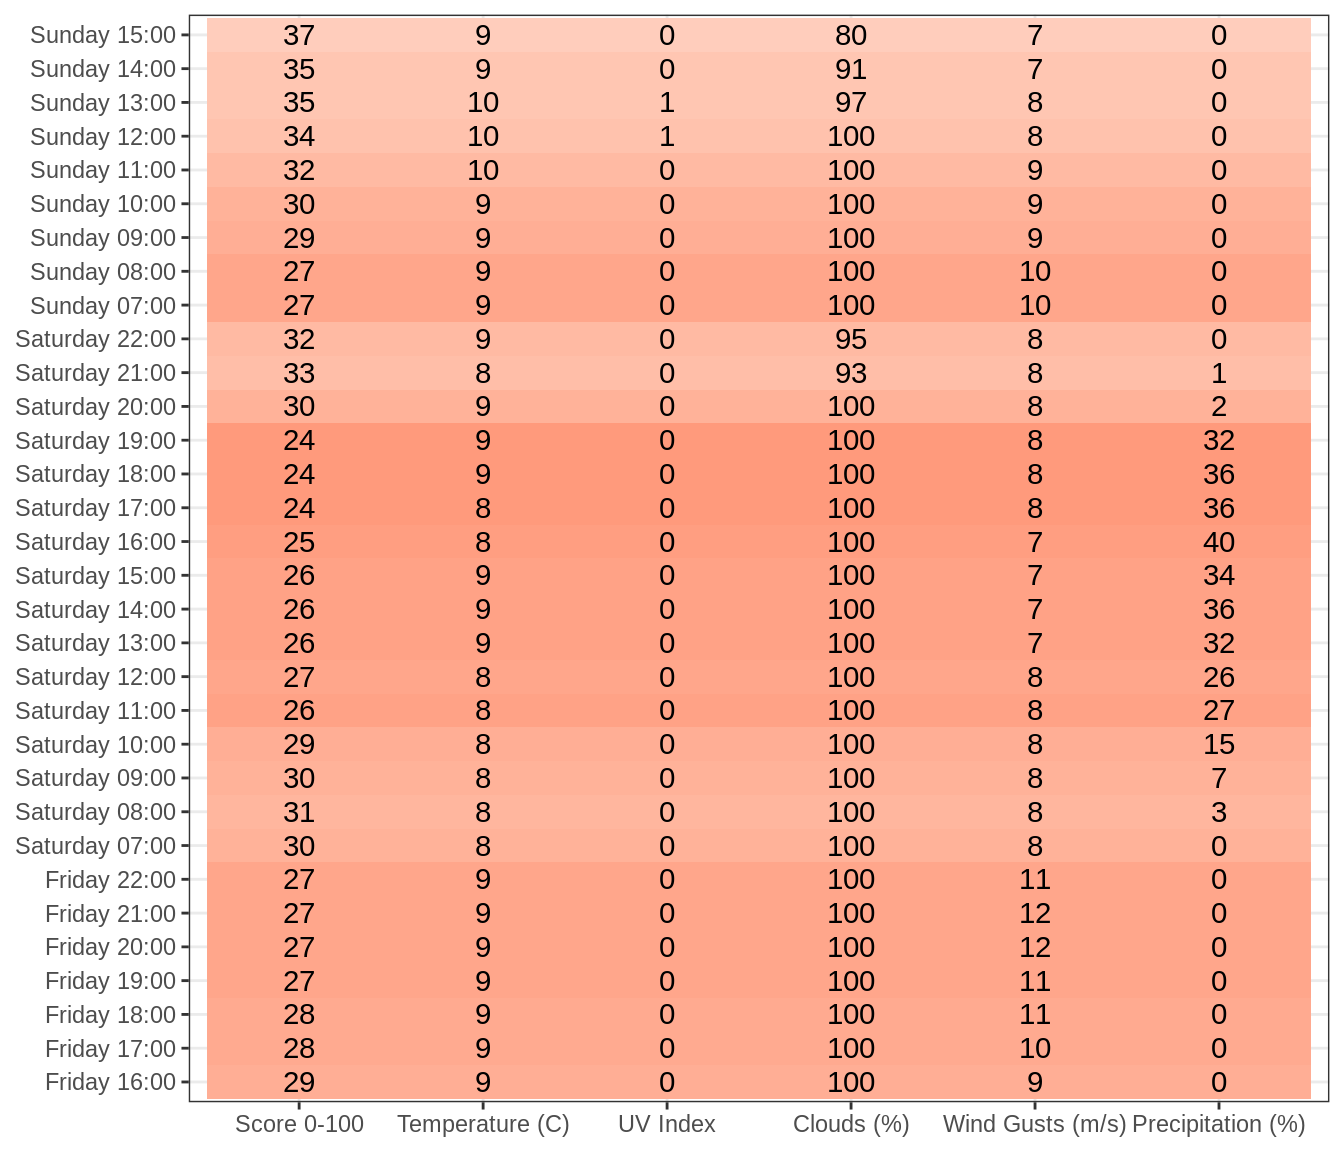 Sunday 15:00 37 9 0 80 7 0
Sunday 14:00 35 9 0 91 7 0
Sunday 13:00 35 10 1 97 8 0
Sunday 12:00 34 10 1 100 8 0
Sunday 11:00 32 10 0 100 9 0
Sunday 10:00 30 9 0 100 9 0
Sunday 09:00 29 9 0 100 9 0
Sunday 08:00 27 9 0 100 10 0
Sunday 07:00 27 9 0 100 10 0
Saturday 22:00 32 9 0 95 8 0
Saturday 21:00 33 8 0 93 8 1
Saturday 20:00 30 9 0 100 8 2
Saturday 19:00 24 9 0 100 8 32
Saturday 18:00 24 9 0 100 8 36
Saturday 17:00 24 8 0 100 8 36
Saturday 16:00 25 8 0 100 7 40
Saturday 15:00 26 9 0 100 7 34
Saturday 14:00 26 9 0 100 7 36
Saturday 13:00 26 9 0 100 7 32
Saturday 12:00 27 8 0 100 8 26
Saturday 11:00 26 8 0 100 8 27
Saturday 10:00 29 8 0 100 8 15
Saturday 09:00 30 8 0 100 8 7
Saturday 08:00 31 8 0 100 8 3
Saturday 07:00 30 8 0 100 8 0
Friday 22:00 27 9 0 100 11 0
Friday 21:00 27 9 0 100 12 0
Friday 20:00 27 9 0 100 12 0
Friday 19:00 27 9 0 100 11 0
Friday 18:00 28 9 0 100 11 0
Friday 17:00 28 9 0 100 10 0
Friday 16:00 29 9 0 100 9 0
Score 0-100 Temperature (C) UV Index Clouds (%) Wind Gusts (m/s) Precipitation (%)